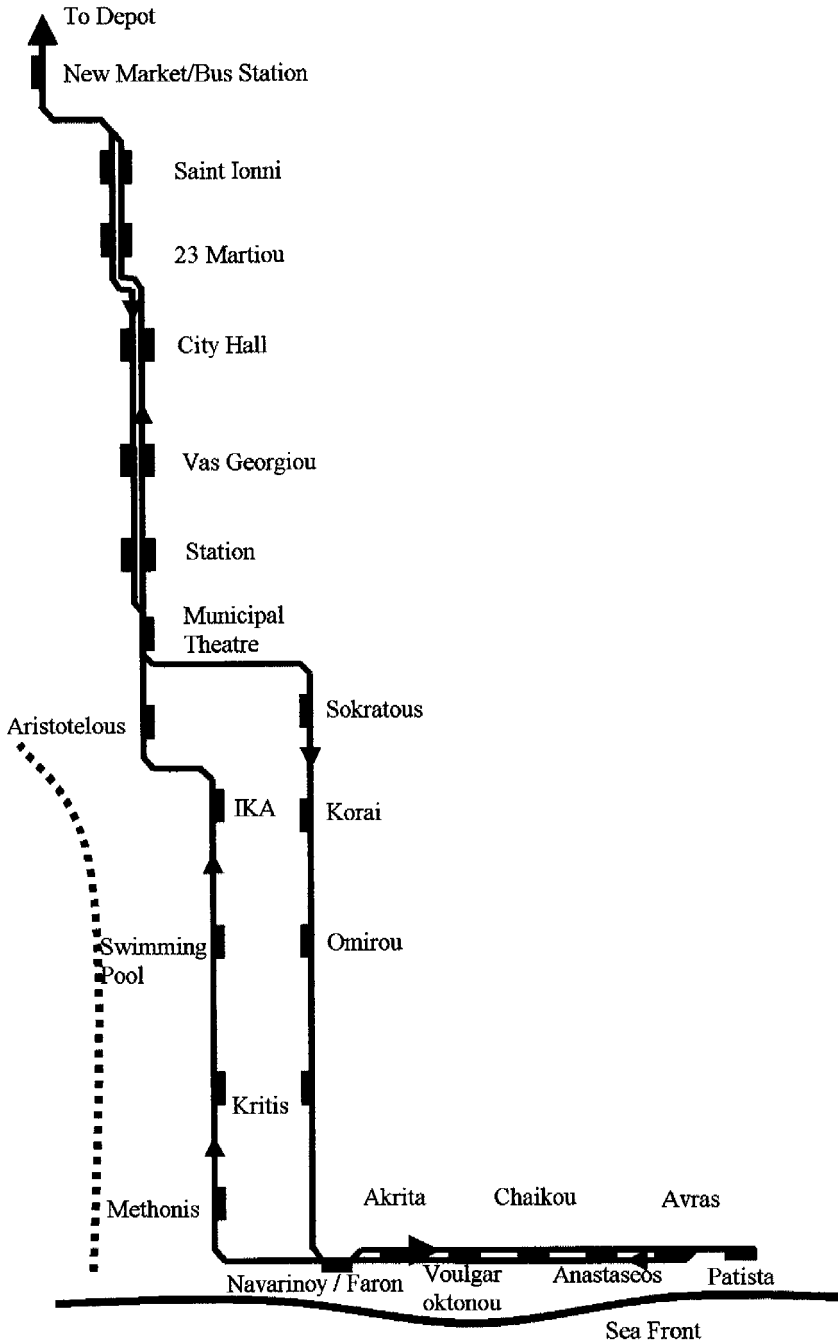 To Depot
New Market/Bus Station
Saint Ionni
23 Martiou
City Hall
Vas Georgiou
Station
Municipal
Theatre
Sokratous
Aristotelous
IKA
Korai
Swimming
Pool
Omirou
Kritis
Methonis
Akrita
Chaikou
Avras
Navarinoy / Faron
Voulgar
oktonou
Anastascos
Patista
Sea Front